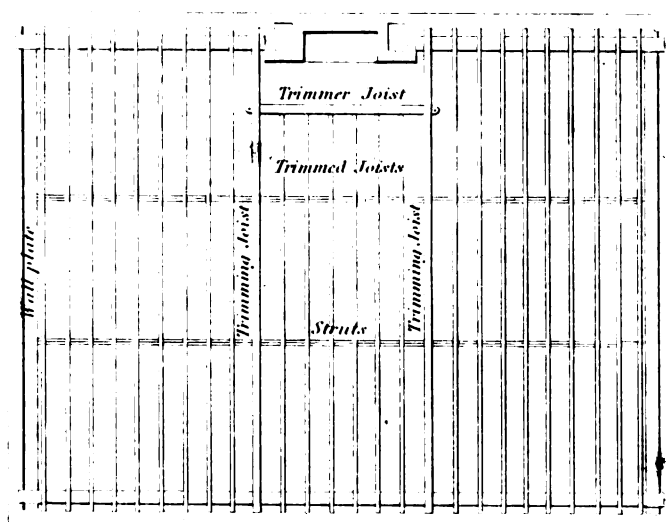 Trimmer Joist
Trimmed Joists
Wall plate
Trimming Joist
Trimming Joist
Struts